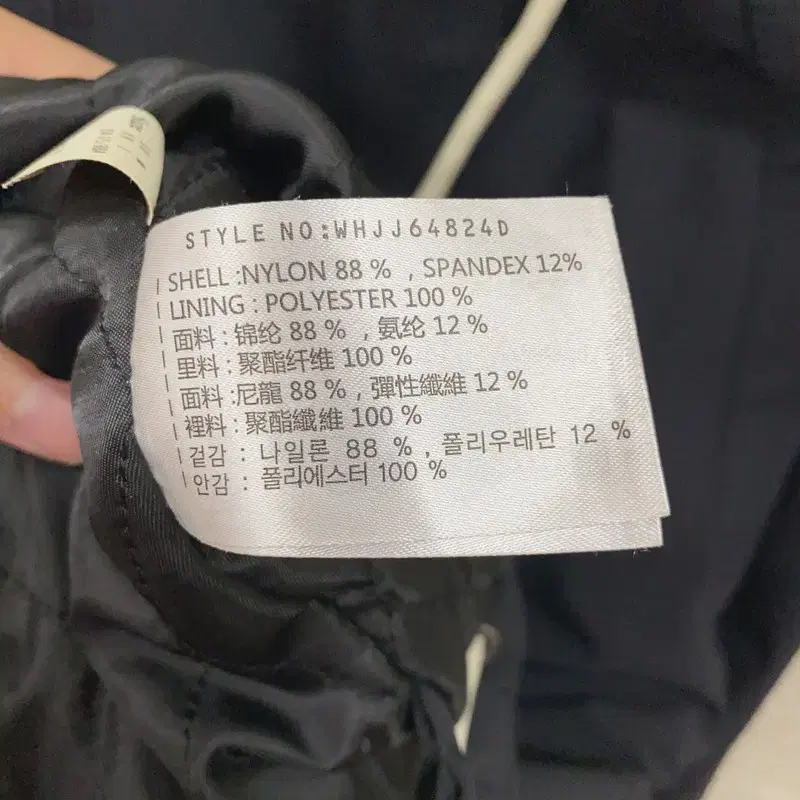 STYLE NO:WHJJ64824D
SHELL :NYLON 88 % , SPANDEX 12%
LINING : POLYESTER 100 %
面料 : 锦纶 88 % , 氨纶 12 %
里料 : 聚酯纤维 100 %
面料 :尼龍 88 % , 彈性纖維 12 %
裡料 : 聚酯纖維 100 %
겉감 : 나일론 88 % , 폴리우레탄 12 %
안감 : 폴리에스터 100 %